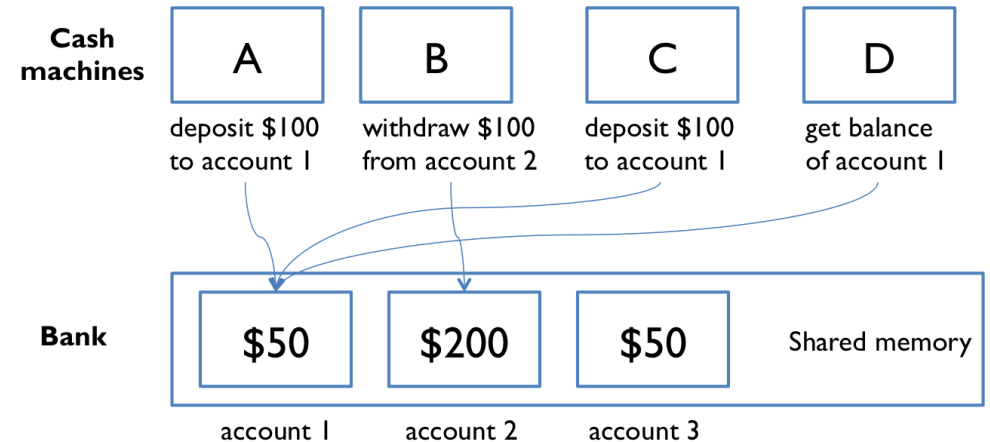 Cash
machines
A
B
C
D
deposit $100
to account 1
withdraw $100
from account 2
deposit $100
to account 1
get balance
of account 1
Bank
$50
$200
$50
Shared memory
account 1
account 2
account 3